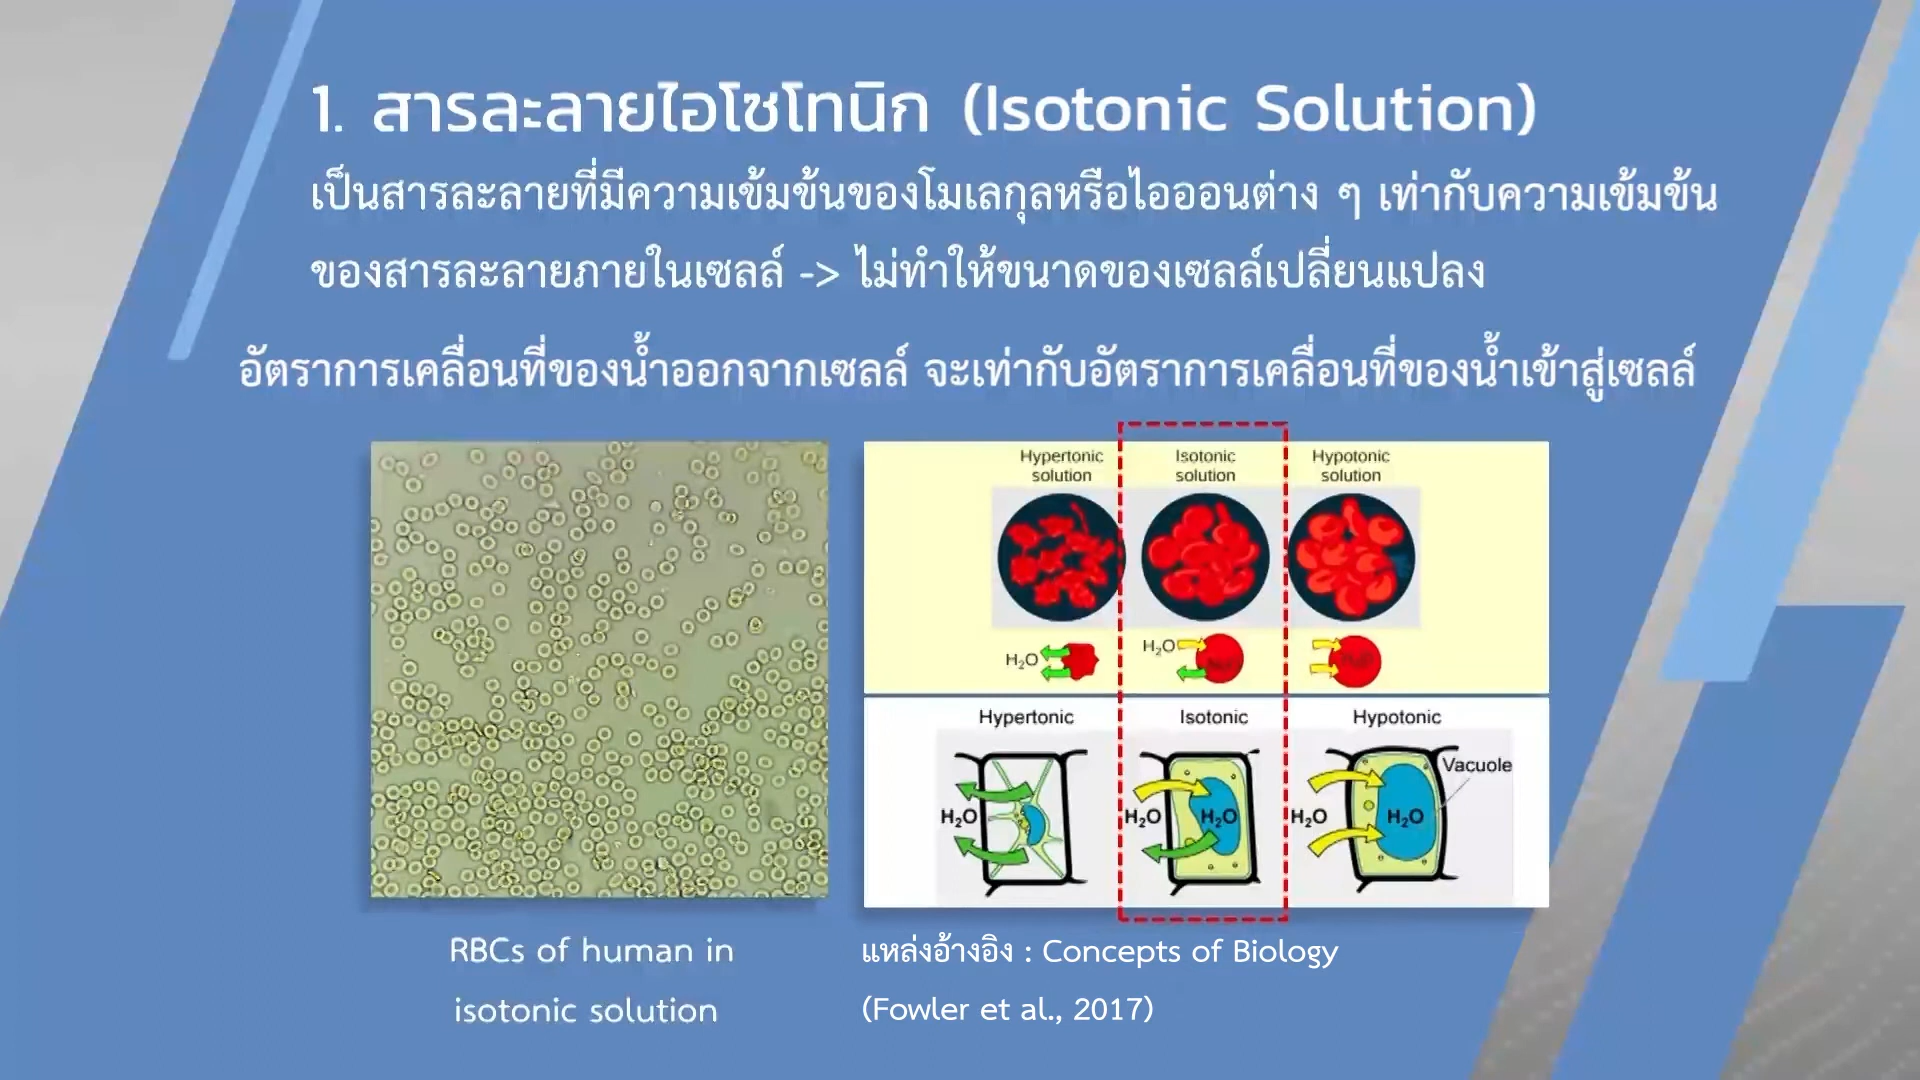 1. สารละลายไอโซโทนิก (Isotonic Solution)
เป็นสารละลายที่มีความเข้มข้นของโมเลกุลหรือไอออนต่าง ๆ เท่ากับความเข้มข้น
ของสารละลายภายในเซลล์ -> ไม่ทำให้ขนาดของเซลล์เปลี่ยนแปลง
อัตราการเคลื่อนที่ของน้ำออกจากเซลล์ จะเท่ากับอัตราการเคลื่อนที่ของน้ำเข้าสู่เซลล์
Hypertonic solution
Isotonic solution
Hypotonic solution
H₂O
H₂O
Hypertonic
Isotonic
Hypotonic
Vacuole
H₂O
H₂O
H₂O
H₂O
H₂O
RBCs of human in
isotonic solution
แหล่งอ้างอิง : Concepts of Biology
(Fowler et al., 2017)